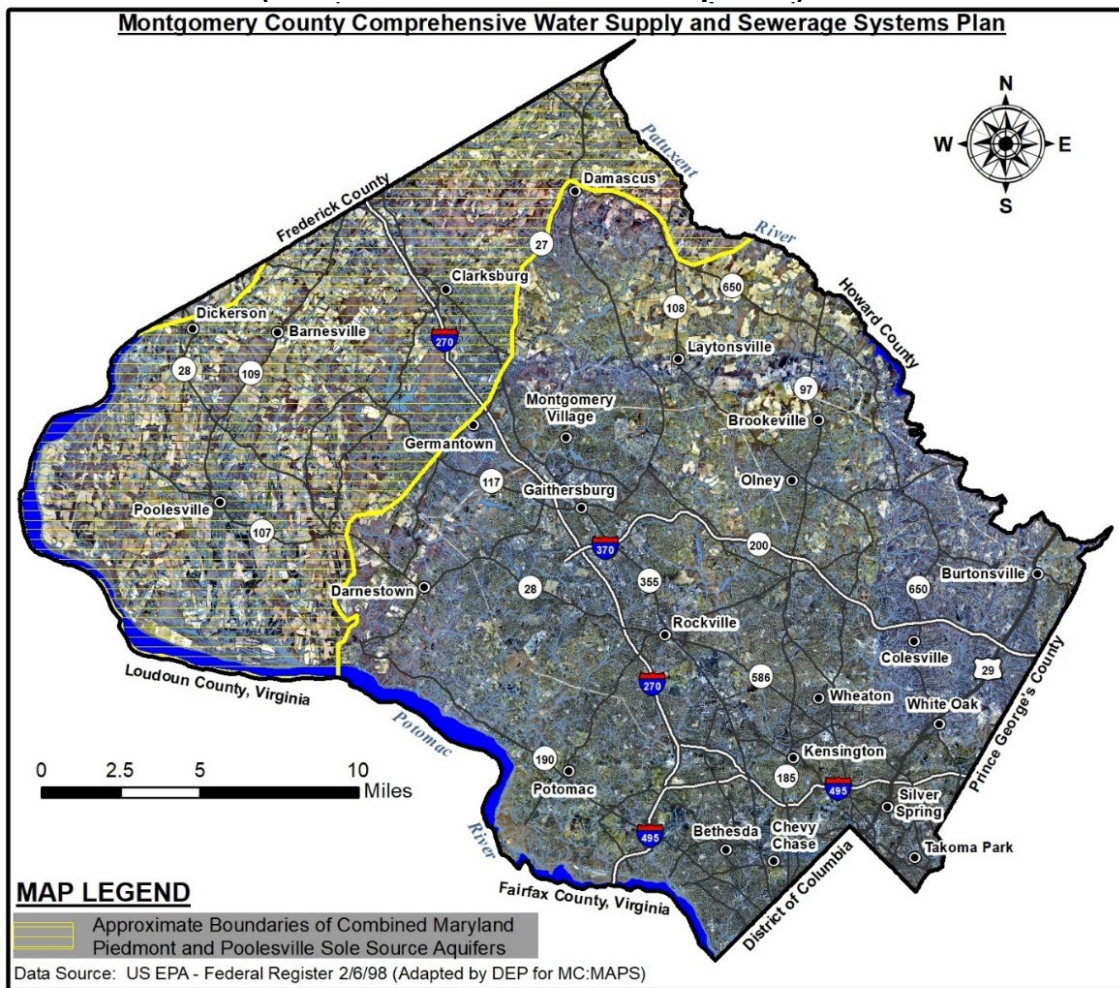 Montgomery County Comprehensive Water Supply and Sewerage Systems Plan
N
W E
S
Patuxent
River
Damascus
Frederick County
27
Clarksburg
650
Howard County
108
Dickerson
Barnesville
270
Laytonsville
28
109
97
Montgomery
Village
Brookeville
Germantown
117
Gaithersburg
Olney
Poolesville
107
370
200
Burtonsville
Darnestown
28
355
650
Rockville
Colesville
29
Loudoun County, Virginia
270
586
Wheaton
White Oak
Prince George's County
Potomac
River
190
Potomac
Kensington
185
495
Silver
Spring
0 2.5 5 10
Miles
495
Bethesda
Chevy
Chase
Takoma Park
Fairfax County, Virginia
District of Columbia
MAP LEGEND
Approximate Boundaries of Combined Maryland
Piedmont and Poolesville Sole Source Aquifers
Data Source: US EPA - Federal Register 2/6/98 (Adapted by DEP for MC:MAPS)